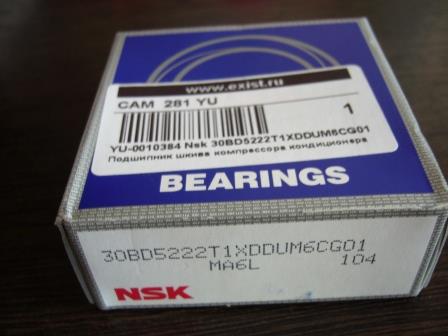 www.exist.ru
САМ 281 YU
1
YU-0010384 Nsk 30BD5222T1XDDUM6CG01
Подшипник шкива компрессора кондиционера
BEARINGS
30BD5222T1XDDUM6CG01
MA6L 104
NSK